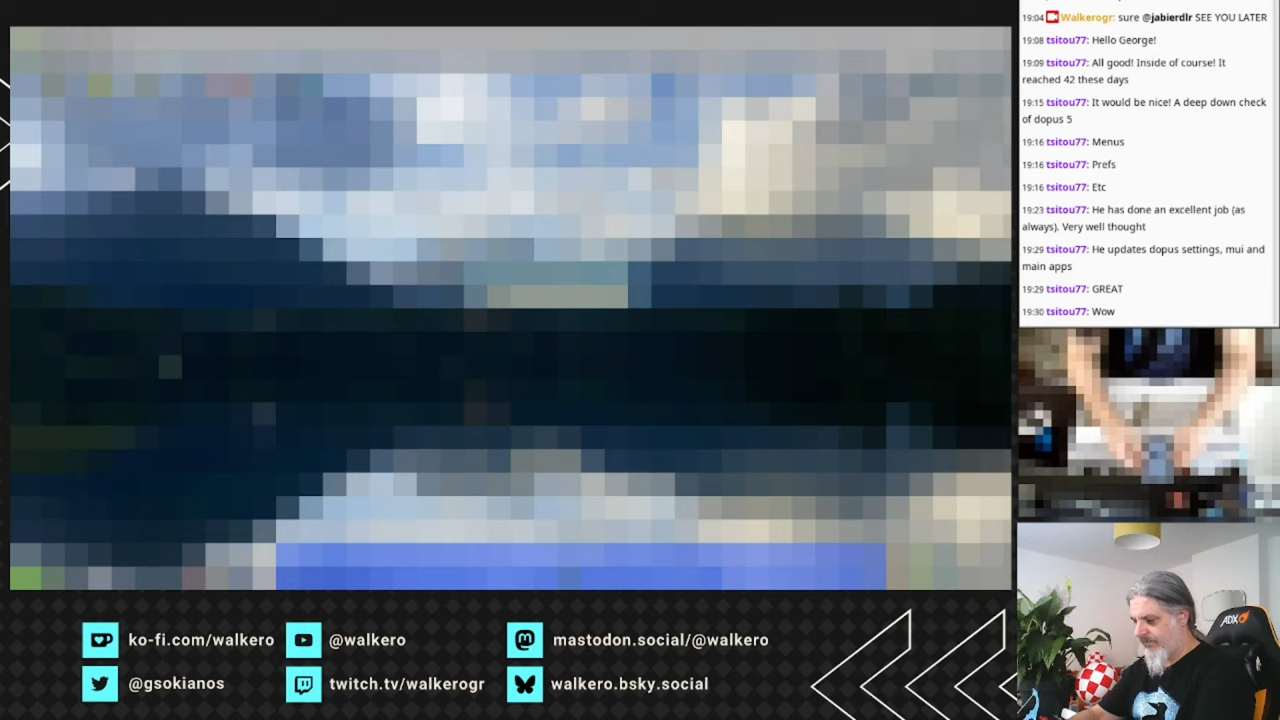 19:04 Walkerogr: sure @jabierdlr SEE YOU LATER
19:08 tsitou77: Hello George!
19:09 tsitou77: All good! Inside of course! It
reached 42 these days
19:15 tsitou77: It would be nice! A deep down check
of dopus 5
19:16 tsitou77: Menus
19:16 tsitou77: Prefs
19:16 tsitou77: Etc
19:23 tsitou77: He has done an excellent job (as
always). Very well thought
19:29 tsitou77: He updates dopus settings, mui and
main apps
19:29 tsitou77: GREAT
19:30 tsitou77: Wow
ADX
ko-fi.com/walkero
@walkero
mastodon.social/@walkero
@gsokianos
twitch.tv/walkerogr
walkero.bsky.social